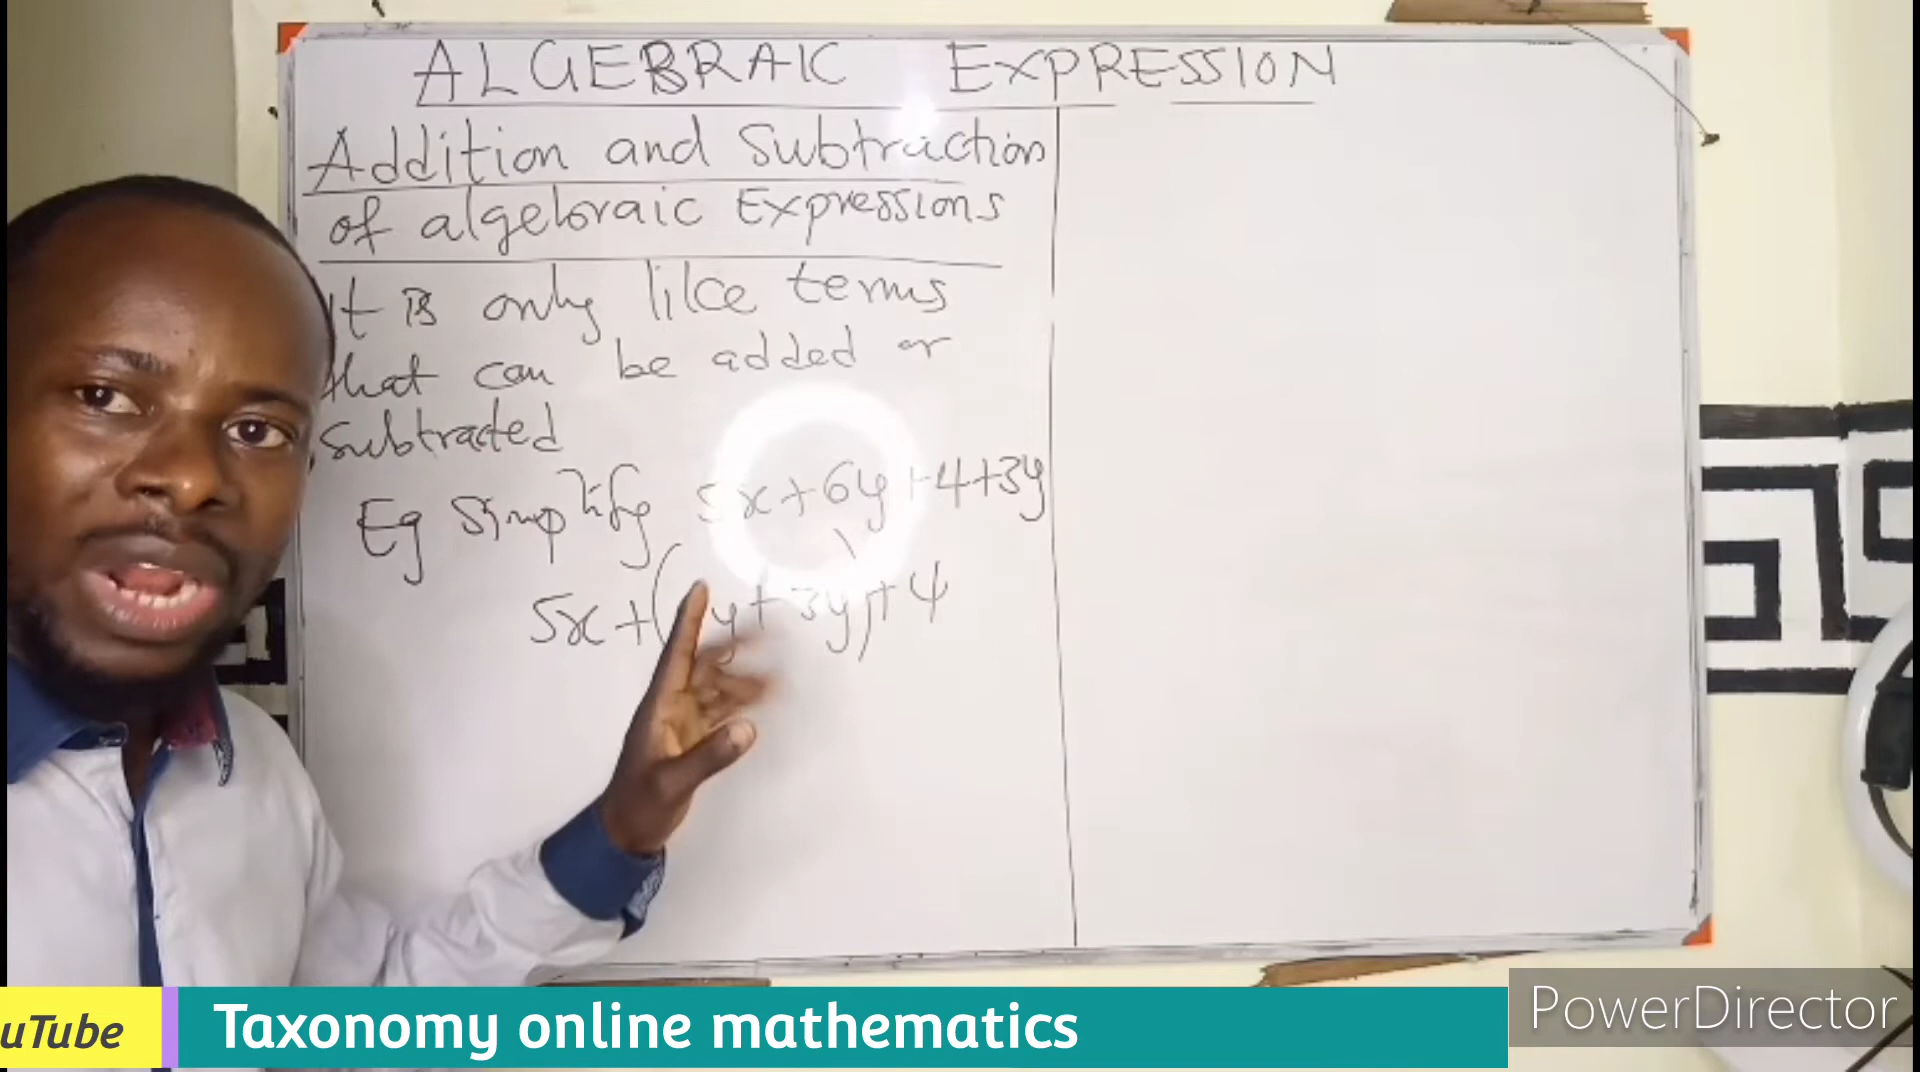 ALGEBRAIC EXPRESSION
Addition and Subtraction
of algebraic Expressions
It is only like terms
that can be added or
Subtracted
Eg Simplify 5x+6y+4+3y
5x+( y+3y)+4
uTube
Taxonomy online mathematics
PowerDirector